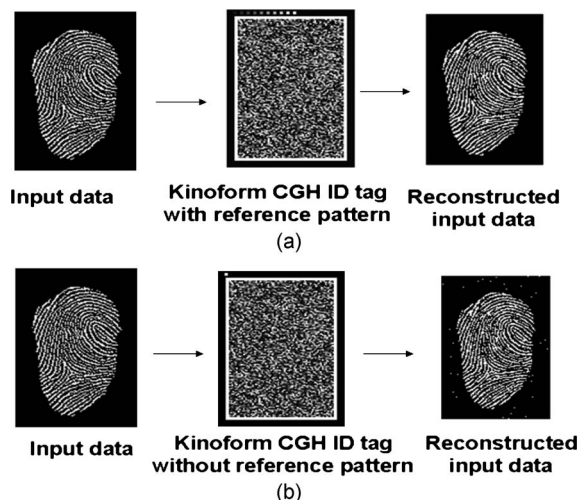 Input data
Kinoform CGH ID tag
with reference pattern
Reconstructed
input data
(a)
Input data
Kinoform CGH ID tag
without reference pattern
Reconstructed
input data
(b)